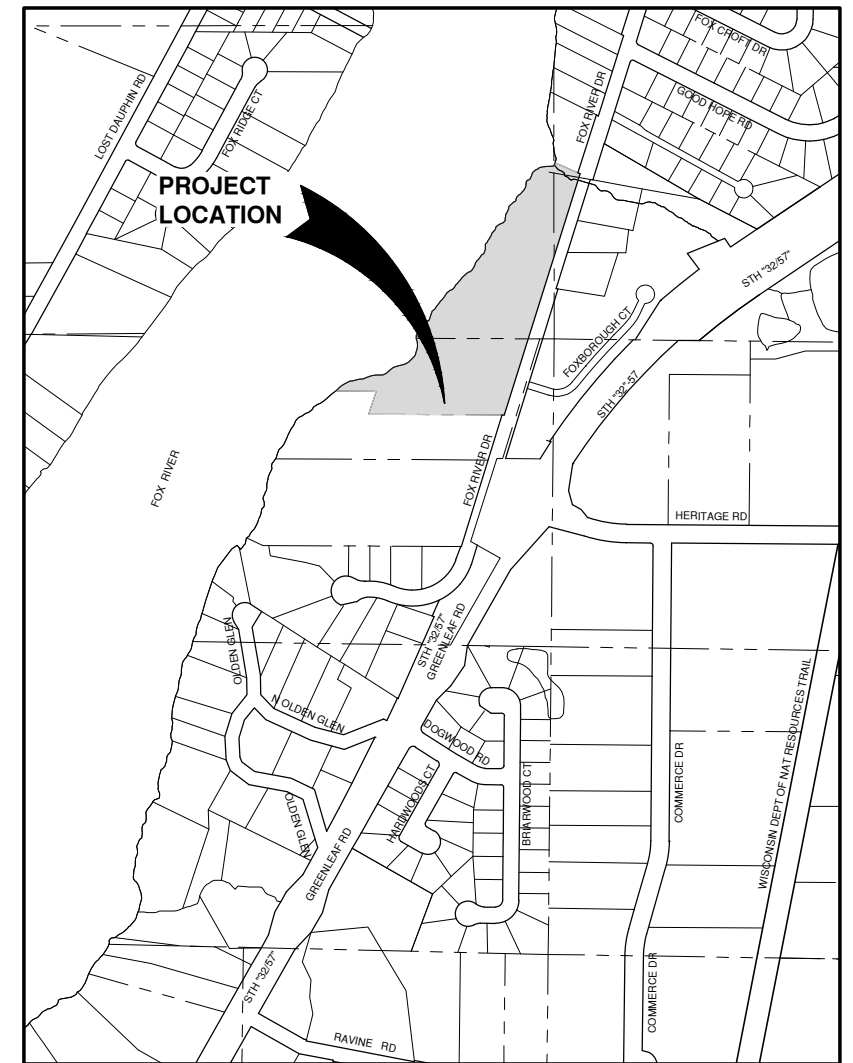 FOX CROFT DR
FOX RIVER DR
GOOD HOPE RD
LOST DAUPHIN RD
FOX RIDGE CT
PROJECT
LOCATION
STH "32/57"
FOXBOROUGH CT
STH "32"-57
FOX RIVER
FOX RIVER DR
HERITAGE RD
STH "32/57"
GREENLEAF RD
OLDEN GLEN
N OLDEN GLEN
DOGWOOD RD
HARDWOODS CT
BRIARWOOD CT
COMMERCE DR
WISCONSIN DEPT OF NAT RESOURCES TRAIL
OLDEN GLEN
GREENLEAF RD
STH "32/57"
COMMERCE DR
RAVINE RD